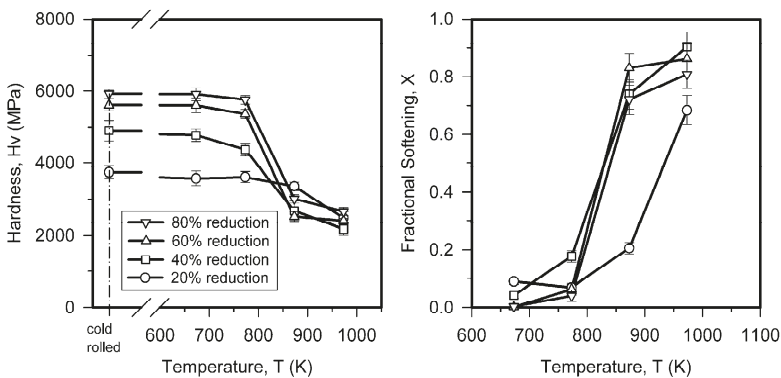 8000
6000
4000
2000
0
Hardness, Hv (MPa)
80% reduction
60% reduction
40% reduction
20% reduction
cold
rolled
600 700 800 900 1000
Temperature, T (K)
1.0
0.8
0.6
0.4
0.2
0.0
Fractional Softening, X
600 700 800 900 1000 1100
Temperature, T (K)